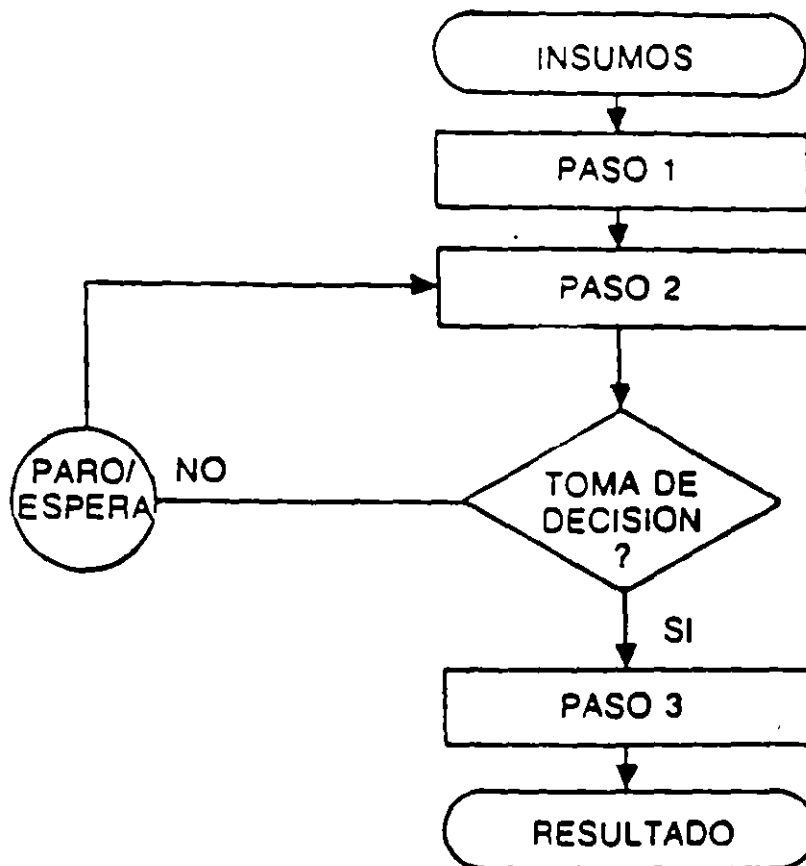 INSUMOS
PASO 1
PASO 2
PARO/
ESPERA
NO
TOMA DE
DECISION
?
SI
PASO 3
RESULTADO